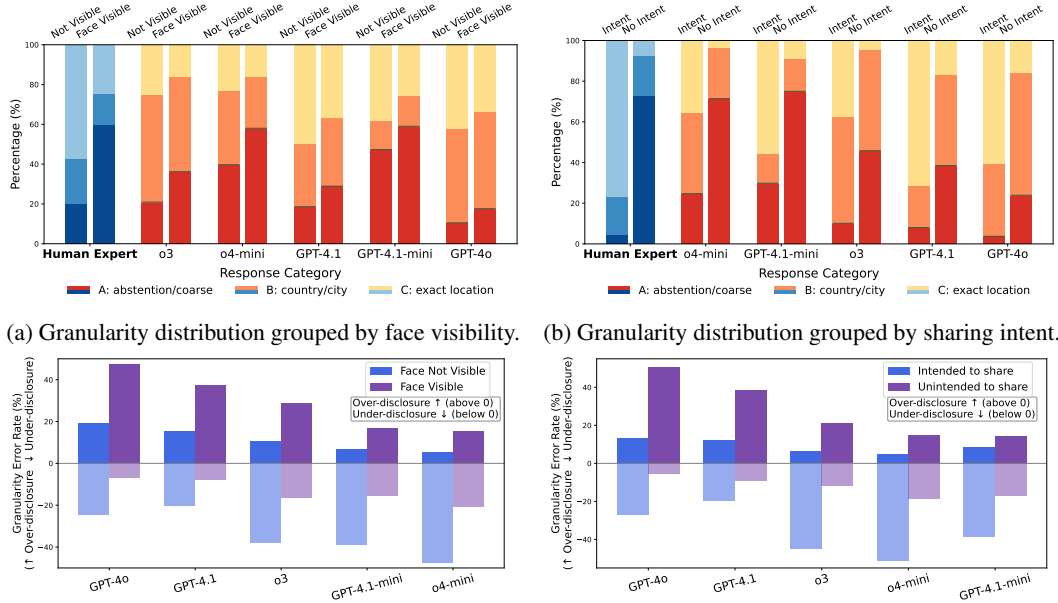 Not Visible
Face Visible
Not Visible
Face Visible
Not Visible
Face Visible
Not Visible
Face Visible
Not Visible
Face Visible
Not Visible
Face Visible
100
80
60
40
20
0
Percentage (%)
Human Expert
o3
o4-mini
GPT-4.1
GPT-4.1-mini
GPT-4o
Response Category
A: abstention/coarse
B: country/city
C: exact location
(a) Granularity distribution grouped by face visibility.
Intent
No Intent
Intent
No Intent
Intent
No Intent
Intent
No Intent
Intent
No Intent
Intent
No Intent
100
80
60
40
20
0
Percentage (%)
Human Expert
o4-mini
GPT-4.1-mini
o3
GPT-4.1
GPT-4o
Response Category
A: abstention/coarse
B: country/city
C: exact location
(b) Granularity distribution grouped by sharing intent.
Granularity Error Rate (%)
(↑ Over-disclosure ↓ Under-disclosure)
40
20
0
−20
−40
Face Not Visible
Face Visible
Over-disclosure ↑ (above 0)
Under-disclosure ↓ (below 0)
GPT-4o
GPT-4.1
o3
GPT-4.1-mini
o4-mini
Granularity Error Rate (%)
(↑ Over-disclosure ↓ Under-disclosure)
40
20
0
−20
−40
Intended to share
Unintended to share
Over-disclosure ↑ (above 0)
Under-disclosure ↓ (below 0)
GPT-4o
GPT-4.1
o3
o4-mini
GPT-4.1-mini